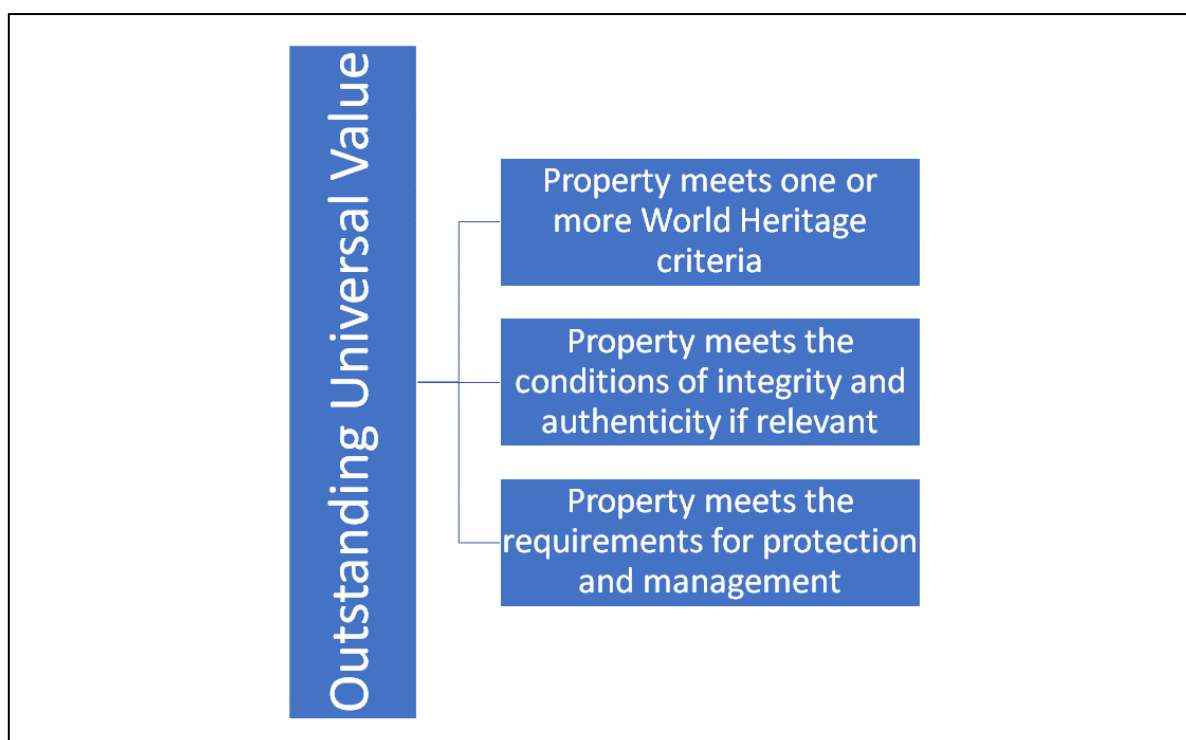 Outstanding Universal Value
Property meets one or
more World Heritage
criteria
Property meets the
conditions of integrity and
authenticity if relevant
Property meets the
requirements for protection
and management